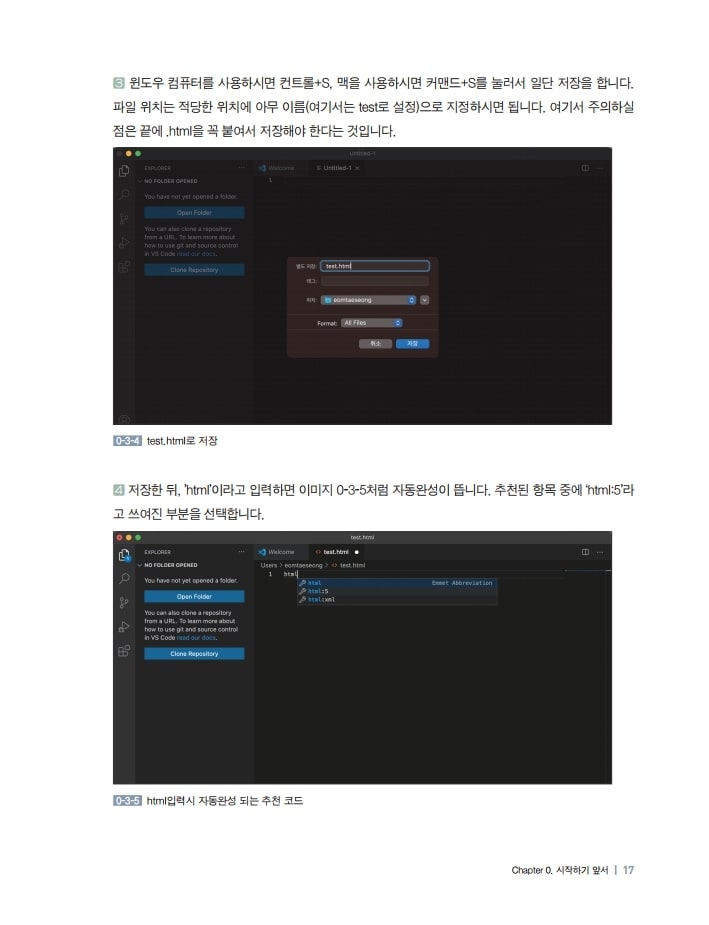 3 윈도우 컴퓨터를 사용하시면 컨트롤+S, 맥을 사용하시면 커맨드+S를 눌러서 일단 저장을 합니다.
파일 위치는 적당한 위치에 아무 이름(여기서는 test로 설정)으로 지정하시면 됩니다. 여기서 주의하실
점은 끝에 .html을 꼭 붙여서 저장해야 한다는 것입니다.
Untitled-1
EXPLORER ···
Welcome
Untitled-1 ×
NO FOLDER OPENED
1
You have not yet opened a folder.
Open Folder
You can also clone a repository
from a URL. To learn more about
how to use git and source control
in VS Code read our docs.
Clone Repository
별도 저장: test.html
태그:
위치: eomtaeseong
Format: All Files
취소 저장
0-3-4 test.html로 저장
4 저장한 뒤, 'html'이라고 입력하면 이미지 0-3-5처럼 자동완성이 뜹니다. 추천된 항목 중에 'html:5'라
고 쓰여진 부분을 선택합니다.
test.html
EXPLORER ···
Welcome
<> test.html ●
NO FOLDER OPENED
Users > eomtaeseong > <> test.html
1 html
html Emmet Abbreviation
html:5
html:xml
You have not yet opened a folder.
Open Folder
You can also clone a repository
from a URL. To learn more about
how to use git and source control
in VS Code read our docs.
Clone Repository
0-3-5 html입력시 자동완성 되는 추천 코드
Chapter 0. 시작하기 앞서 | 17